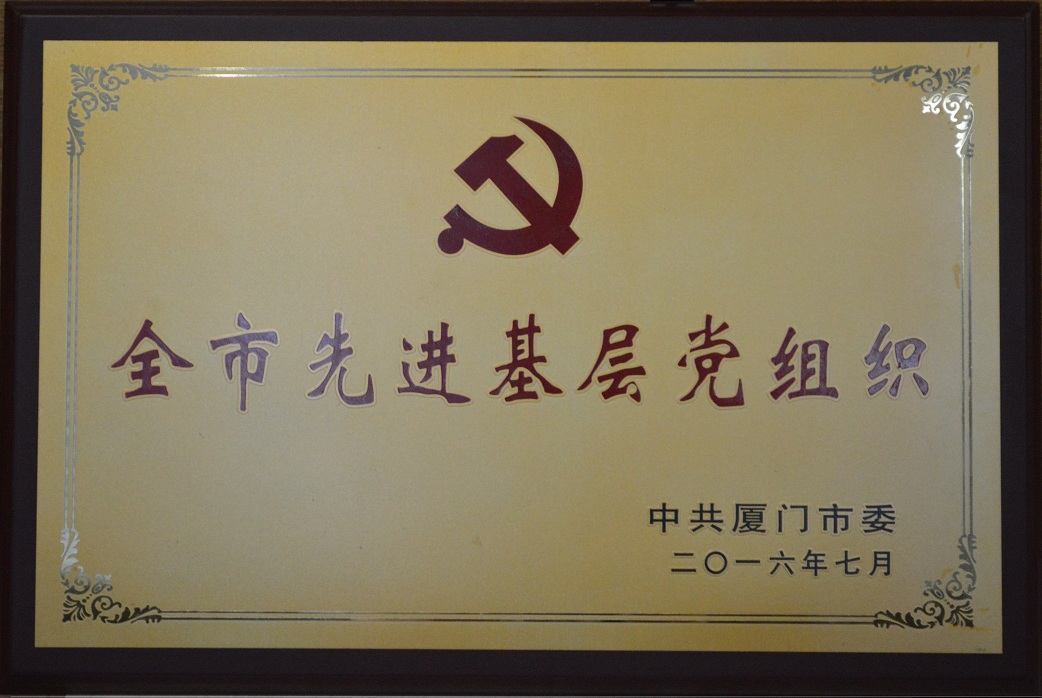 全市先进基层党组织
中共厦门市委
二〇一六年七月